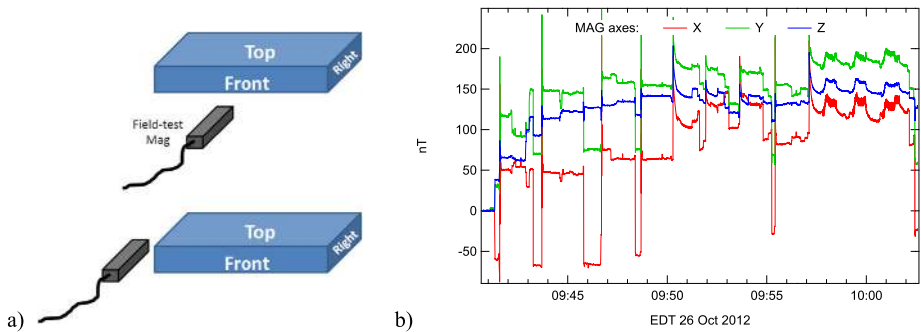 Top
Right
Front
Field-test
Mag
Top
Right
Front
a)
b)
MAG axes: X Y Z
200
150
100
50
0
-50
nT
09:45 09:50 09:55 10:00
EDT 26 Oct 2012